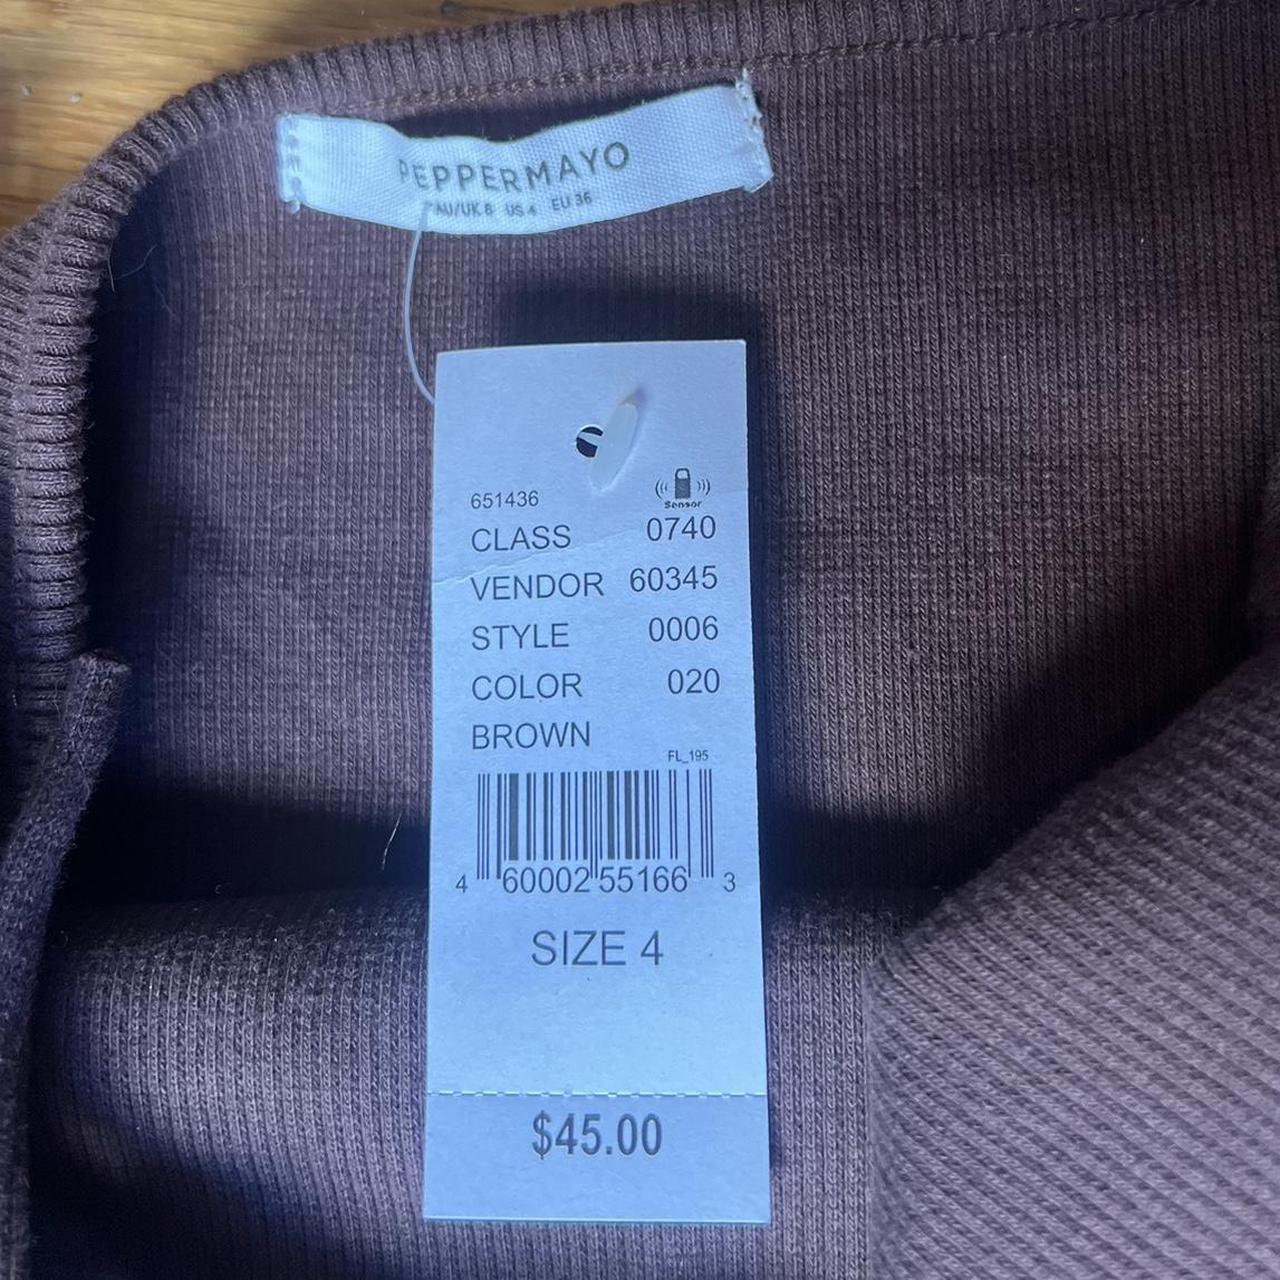 PEPPERMAYO
AU/UK 8 US 4 EU 36
651436
Sensor
CLASS 0740
VENDOR 60345
STYLE 0006
COLOR 020
BROWN
FL_195
4 60002 55166 3
SIZE 4
$45.00